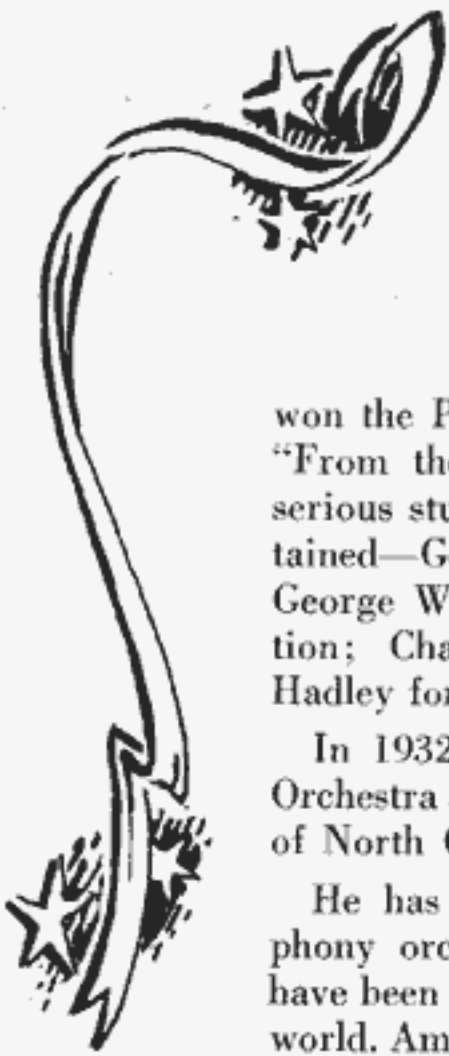 won the P
“From the
serious stu
tained—Ge
George W
tion; Cha
Hadley for
In 1932
Orchestra
of North C
He has
phony orc
have been
world. Am